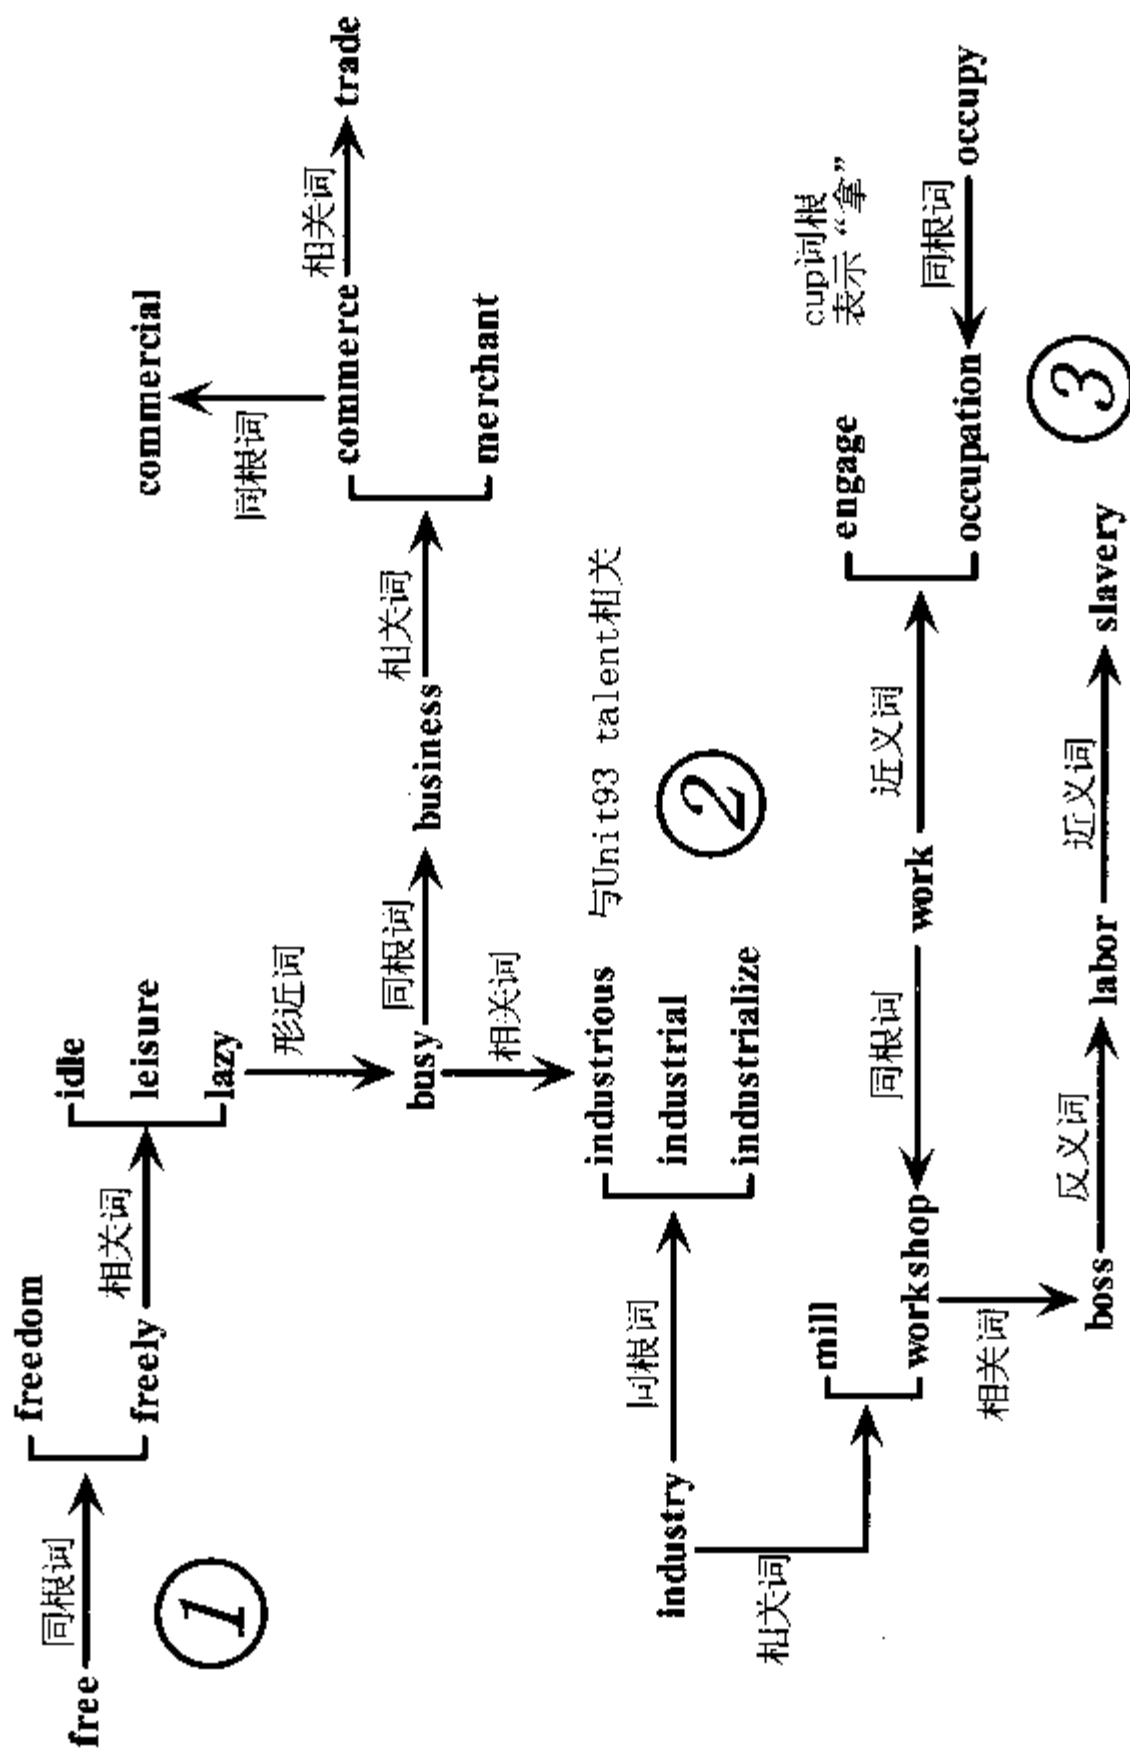 free
同根词
freedom
freely
相关词
idle
leisure
lazy
1
形近词
busy
同根词
business
相关词
commerce
merchant
同根词
commercial
相关词
trade
相关词
industrious
industrial
industrialize
与Unit93 talent相关
2
industry
同根词
相关词
mill
workshop
同根词
work
近义词
engage
occupation
cup词根
表示“拿”
同根词
occupy
相关词
boss
反义词
labor
近义词
slavery
3